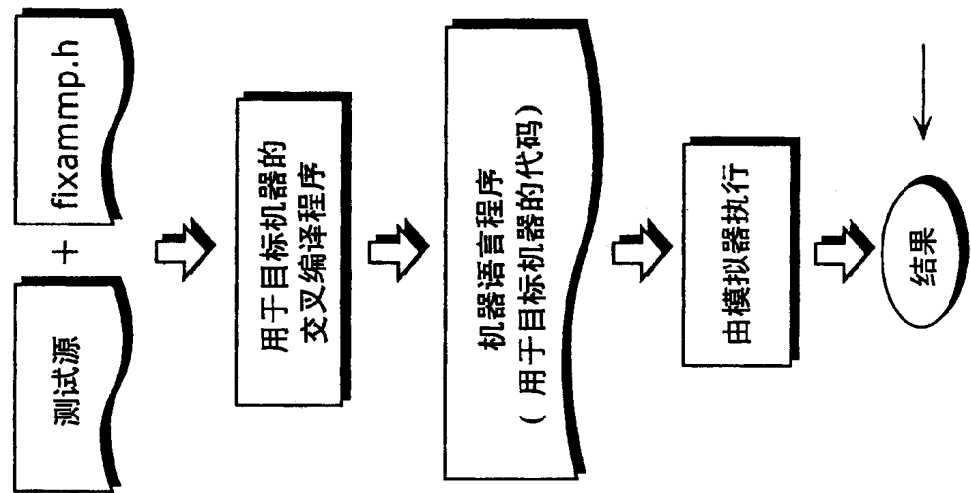 测试源
+
fixammp.h
用于目标机器的
交叉编译程序
机器语言程序
( 用于目标机器的代码)
由模拟器执行
结果